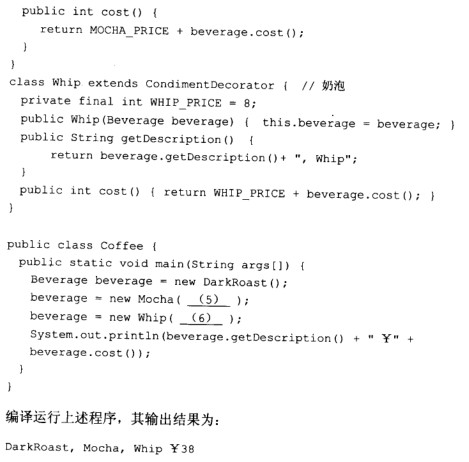 public int cost() {
return MOCHA_PRICE + beverage.cost();
}
}
class Whip extends CondimentDecorator { // 奶泡
private final int WHIP_PRICE = 8;
public Whip(Beverage beverage) { this.beverage = beverage; }
public String getDescription() {
return beverage.getDescription()+ ", Whip";
}
public int cost() { return WHIP_PRICE + beverage.cost(); }
}
public class Coffee {
public static void main(String args[]) {
Beverage beverage = new DarkRoast();
beverage = new Mocha( (5) );
beverage = new Whip( (6) );
System.out.println(beverage.getDescription() + " ¥" +
beverage.cost());
}
}
编译运行上述程序，其输出结果为：
DarkRoast, Mocha, Whip ¥38